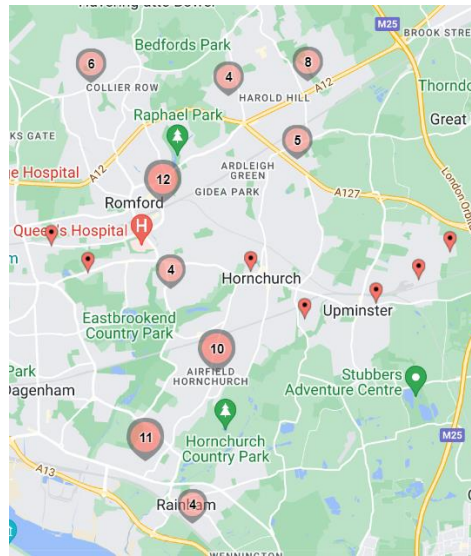 M25
BROOK STRE
Bedfords Park
6
8
4
COLLIER ROW
A12
Thorndo
HAROLD HILL
Raphael Park
Great
KS GATE
5
ARDLEIGH
GREEN
e Hospital
A12
12
GIDEA PARK
A127
London Orbit
Romford
Queen's Hospital
H
4
Hornchurch
Eastbrookend
Country Park
Upminster
10
Park
AIRFIELD
HORNCHURCH
Stubbers
Adventure Centre
Dagenham
11
Hornchurch
Country Park
M25
A13
Rainham
4
WENNINGTON